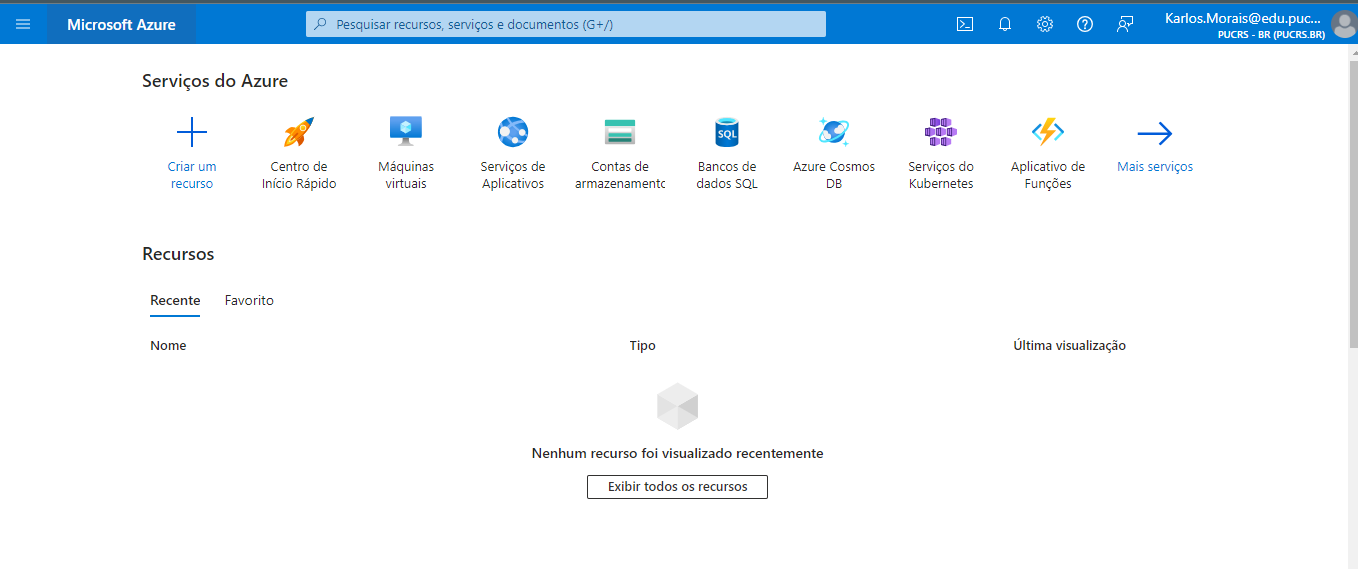 Microsoft Azure
Pesquisar recursos, serviços e documentos (G+/)
Karlos.Morais@edu.puc...
PUCRS - BR (PUCRS.BR)
Serviços do Azure
Criar um
recurso
Centro de
Início Rápido
Máquinas
virtuais
Serviços de
Aplicativos
Contas de
armazenamento
SQL
Bancos de
dados SQL
Azure Cosmos
DB
Serviços do
Kubernetes
Aplicativo de
Funções
Mais serviços
Recursos
Recente
Favorito
Nome
Tipo
Última visualização
Nenhum recurso foi visualizado recentemente
Exibir todos os recursos